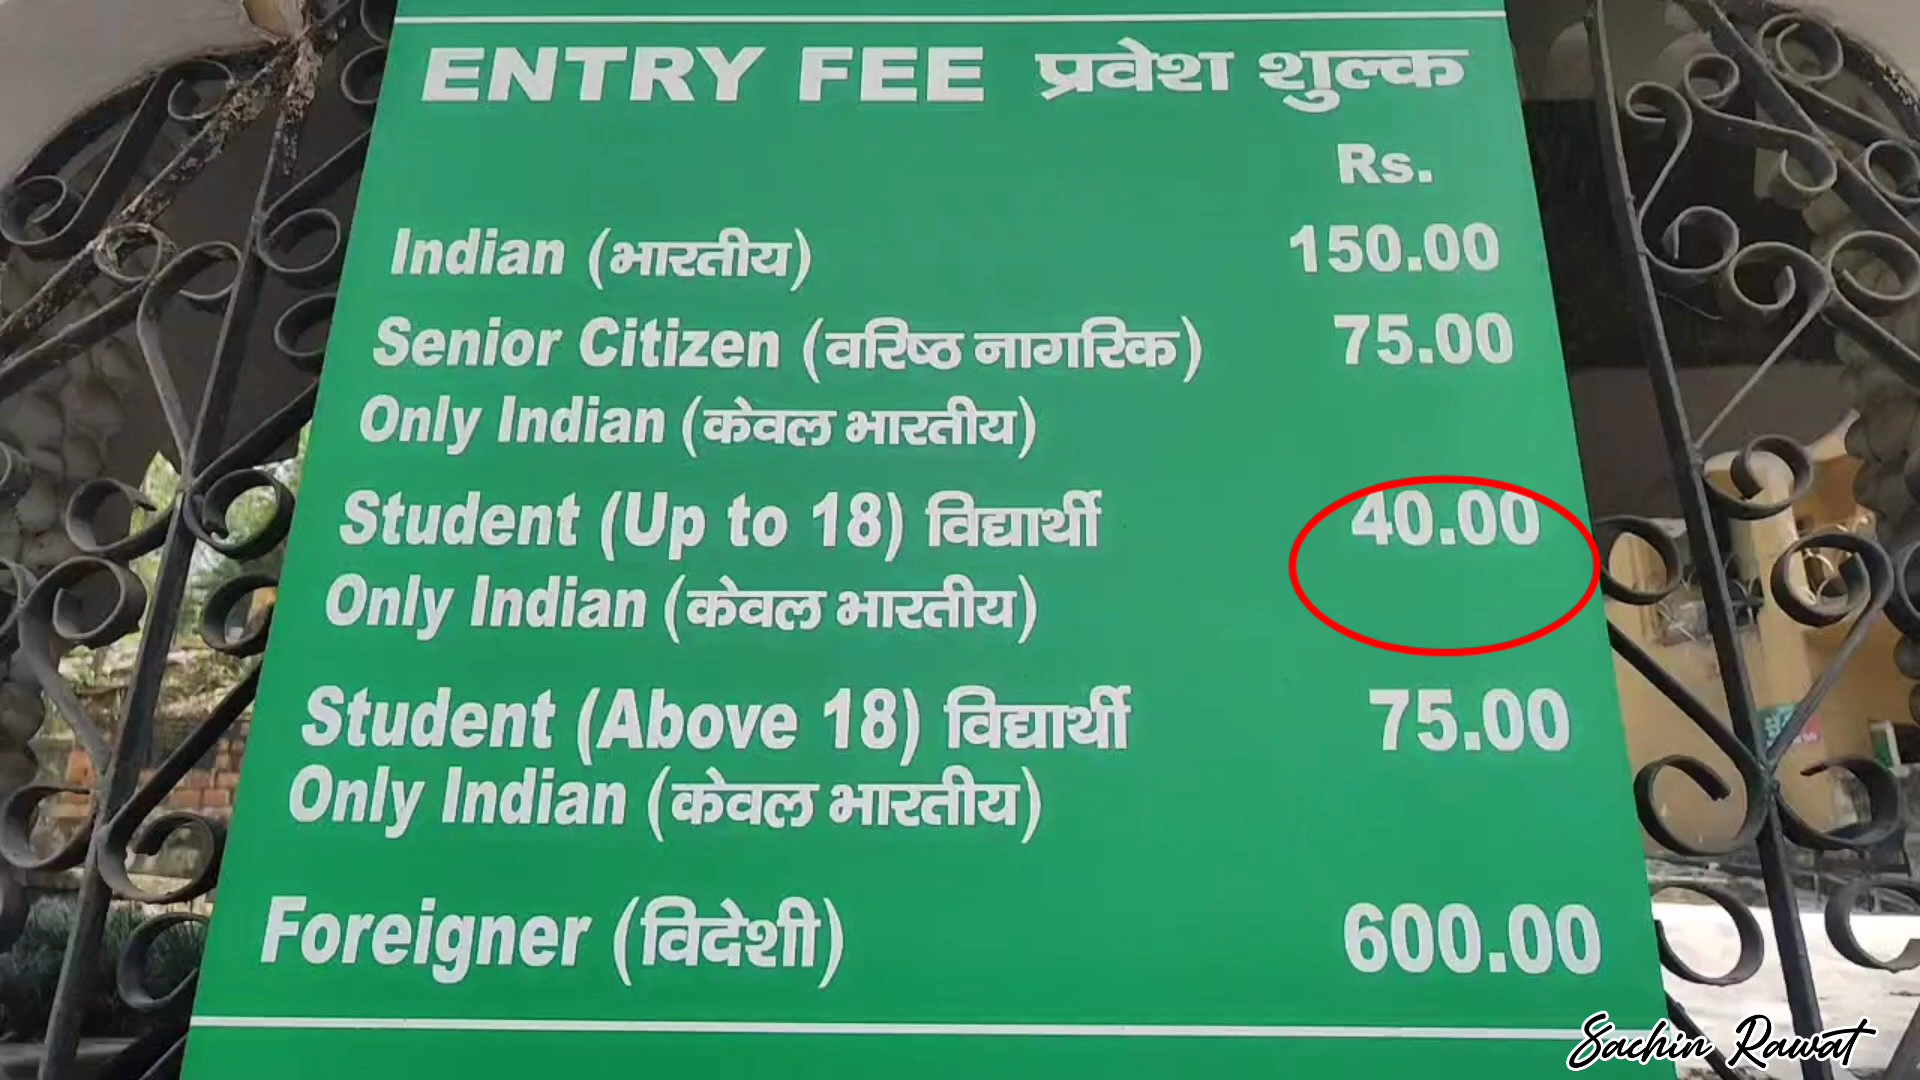 ENTRY FEE प्रवेश शुल्क
Rs.
Indian (भारतीय) 150.00
Senior Citizen (वरिष्ठ नागरिक) 75.00
Only Indian (केवल भारतीय)
Student (Up to 18) विद्यार्थी 40.00
Only Indian (केवल भारतीय)
Student (Above 18) विद्यार्थी 75.00
Only Indian (केवल भारतीय)
Foreigner (विदेशी) 600.00
Sachin Rawat